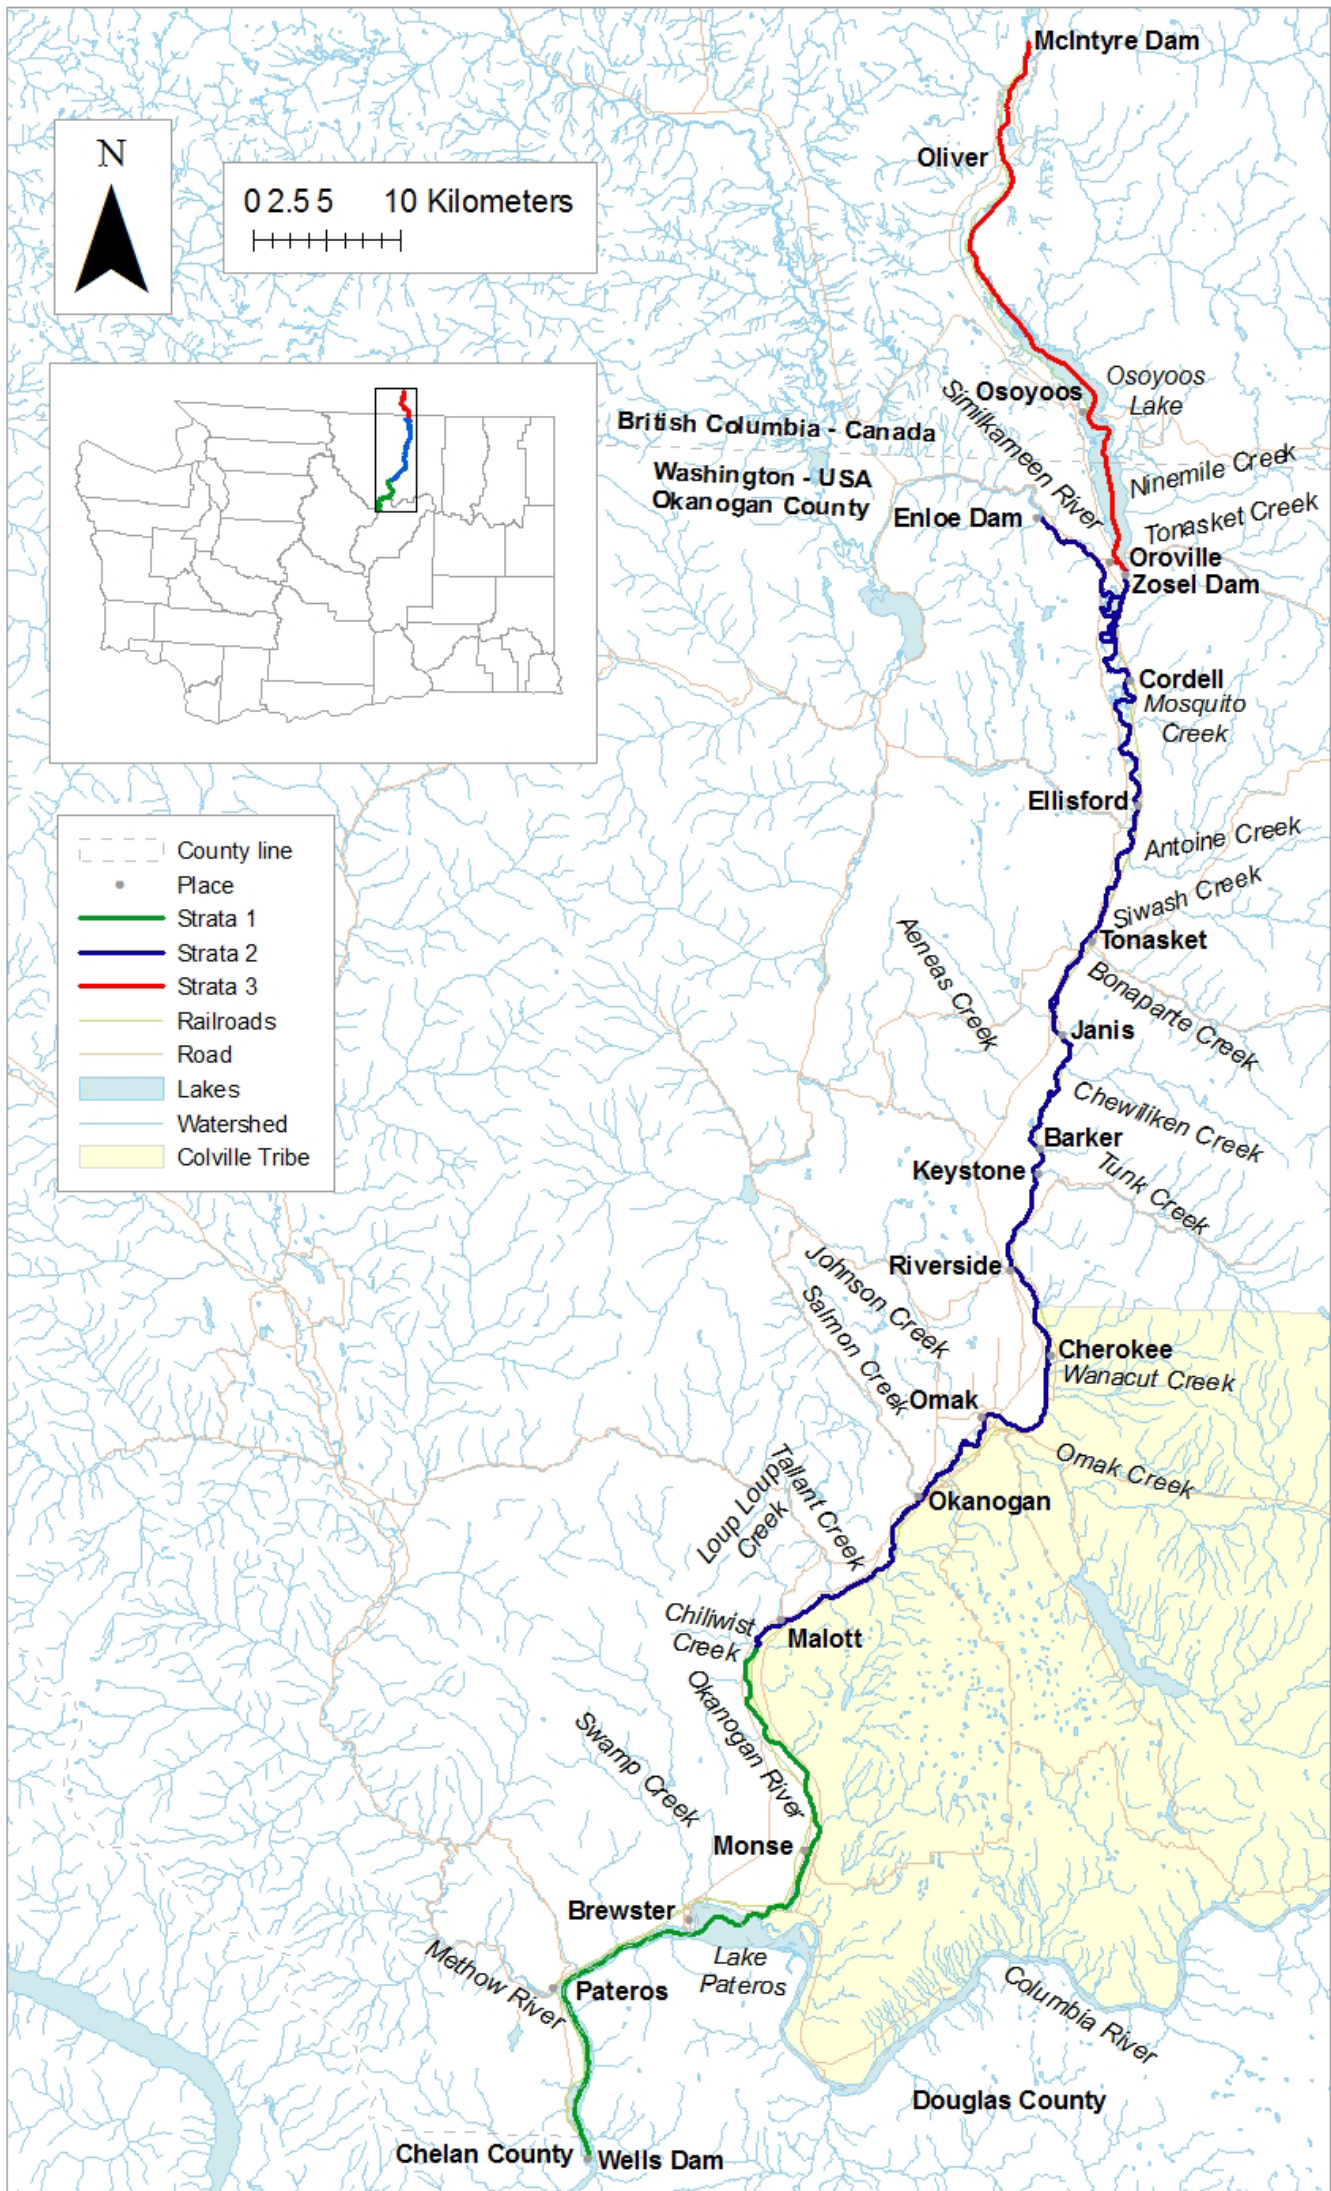 McIntyre Dam
N
Oliver
0 2.5 5 10 Kilometers
Osoyoos
Osoyoos
Lake
Similkameen River
British Columbia - Canada
Washington - USA
Okanogan County
Ninemile Creek
Enloe Dam
Tonasket Creek
Oroville
Zosel Dam
Cordell
Mosquito
Creek
Ellisford
Antoine Creek
Siwash Creek
Tonasket
Aeneas Creek
Bonaparte Creek
Janis
Chewiliken Creek
Barker
Keystone
Tunk Creek
Riverside
Johnson Creek
Salmon Creek
Cherokee
Wanacut Creek
Omak
Omak Creek
Tallant Creek
Loup Loup
Creek
Okanogan
Chiliwist
Creek
Malott
Okanogan River
Swamp Creek
Monse
Brewster
Lake
Pateros
Methow River
Pateros
Columbia River
Douglas County
Chelan County
Wells Dam
County line
Place
Strata 1
Strata 2
Strata 3
Railroads
Road
Lakes
Watershed
Colville Tribe